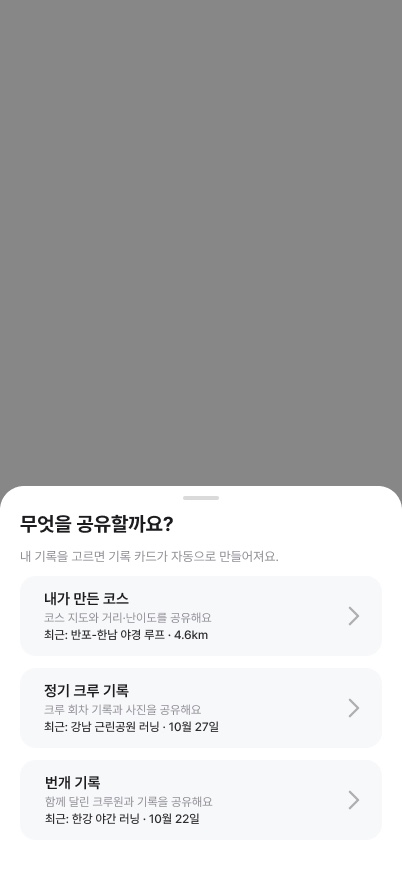 무엇을 공유할까요?
내 기록을 고르면 기록 카드가 자동으로 만들어져요.
내가 만든 코스
코스 지도와 거리·난이도를 공유해요
최근: 반포-한남 야경 루프 · 4.6km
정기 크루 기록
크루 회차 기록과 사진을 공유해요
최근: 강남 근린공원 러닝 · 10월 27일
번개 기록
함께 달린 크루원과 기록을 공유해요
최근: 한강 야간 러닝 · 10월 22일